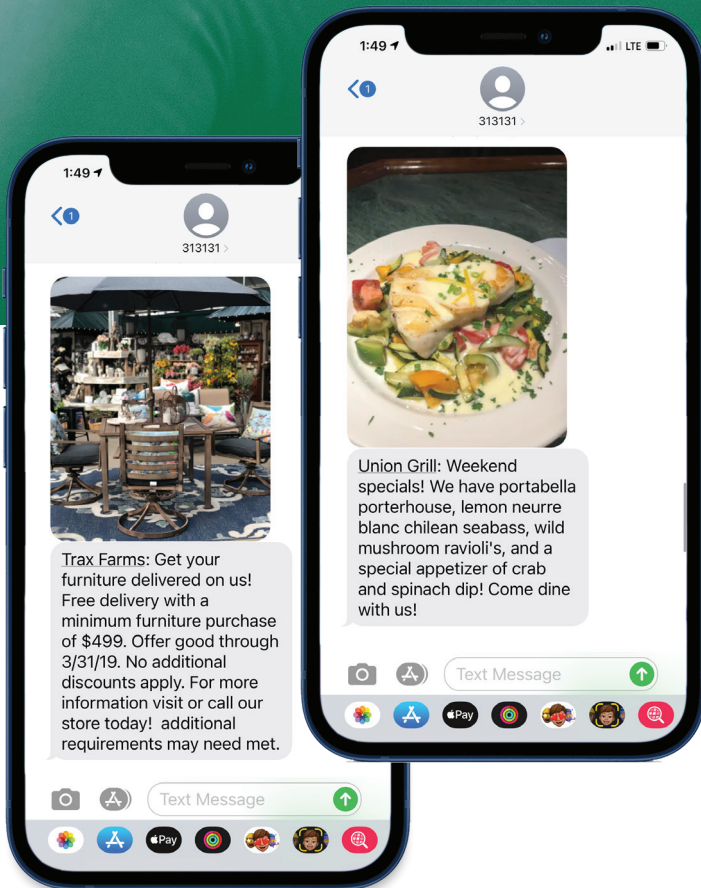 1:49
1
313131
Trax Farms: Get your
furniture delivered on us!
Free delivery with a
minimum furniture purchase
of $499. Offer good through
3/31/19. No additional
discounts apply. For more
information visit or call our
store today!  additional
requirements may need met.
Text Message
Pay
1:49
LTE
1
313131
Union Grill: Weekend
specials! We have portabella
porterhouse, lemon neurre
blanc chilean seabass, wild
mushroom ravioli's, and a
special appetizer of crab
and spinach dip! Come dine
with us!
Text Message
Pay